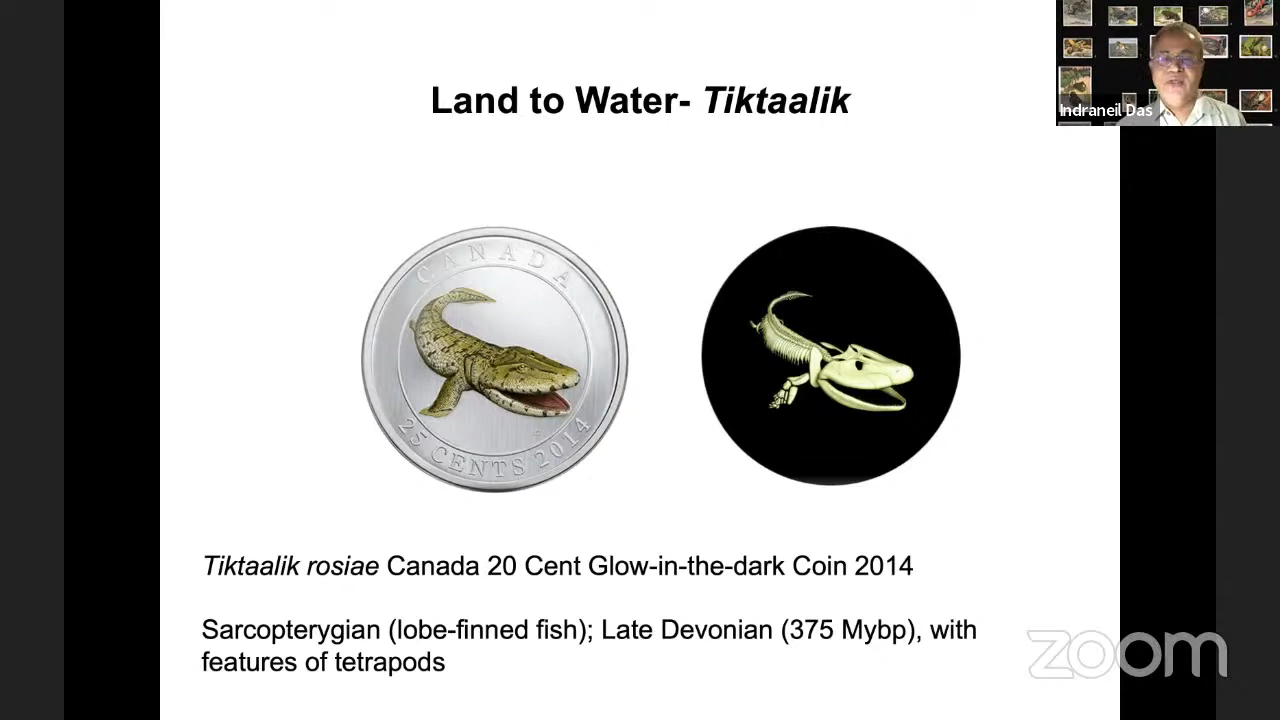 Land to Water- Tiktaalik
Indraneil Das
CANADA
25 CENTS 2014
Tiktaalik rosiae Canada 20 Cent Glow-in-the-dark Coin 2014
Sarcopterygian (lobe-finned fish); Late Devonian (375 Mybp), with
features of tetrapods
zoom